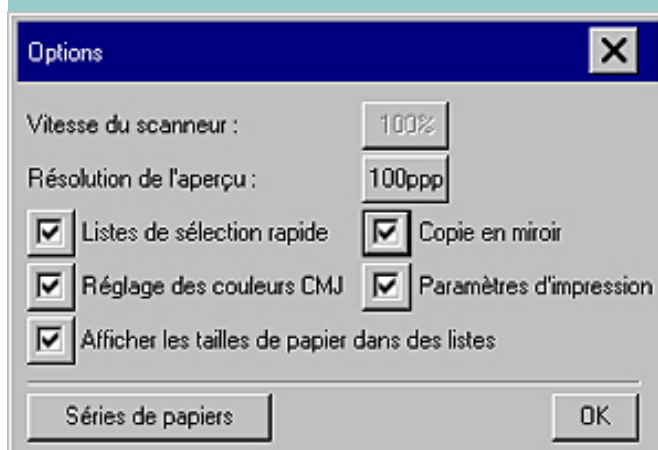 Options
Vitesse du scanneur : 100%
Résolution de l'aperçu : 100ppp
Listes de sélection rapide Copie en miroir
Réglage des couleurs CMJ Paramètres d'impression
Afficher les tailles de papier dans des listes
Séries de papiers OK